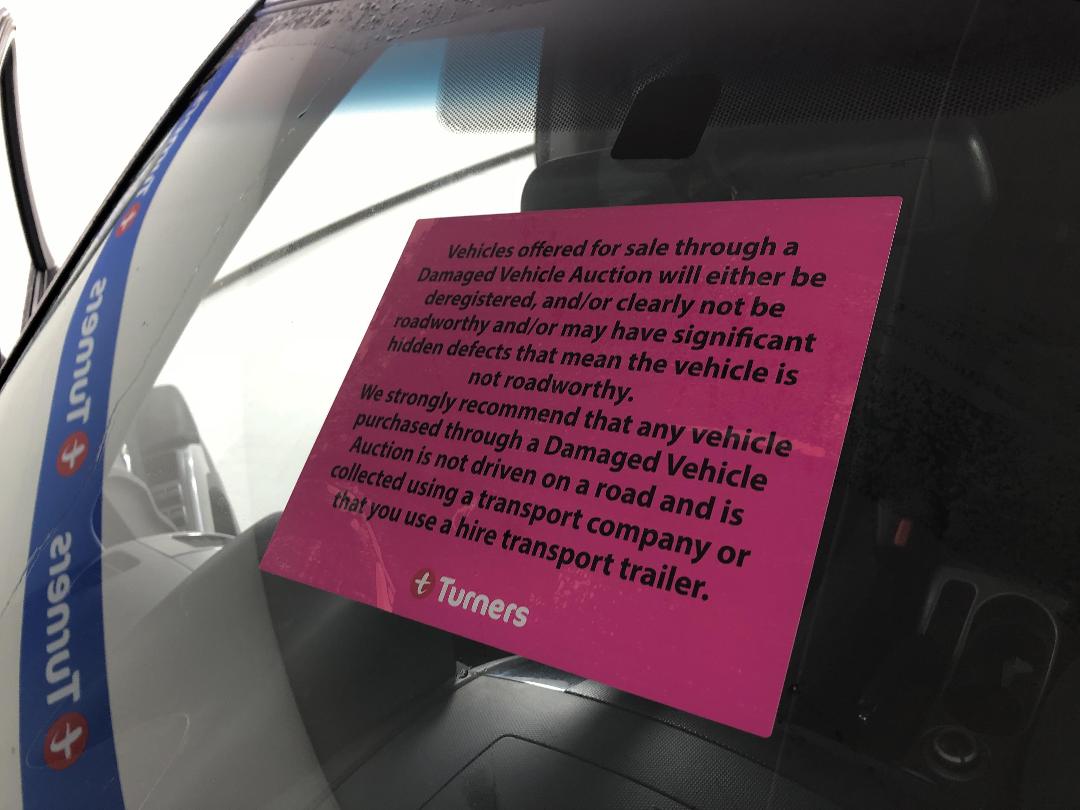 Vehicles offered for sale through a
Damaged Vehicle Auction will either be
deregistered, and/or clearly not be
roadworthy and/or may have significant
hidden defects that mean the vehicle is
not roadworthy.
We strongly recommend that any vehicle
purchased through a Damaged Vehicle
Auction is not driven on a road and is
collected using a transport company or
that you use a hire transport trailer.
t Turners
Turners
Turners
Turners